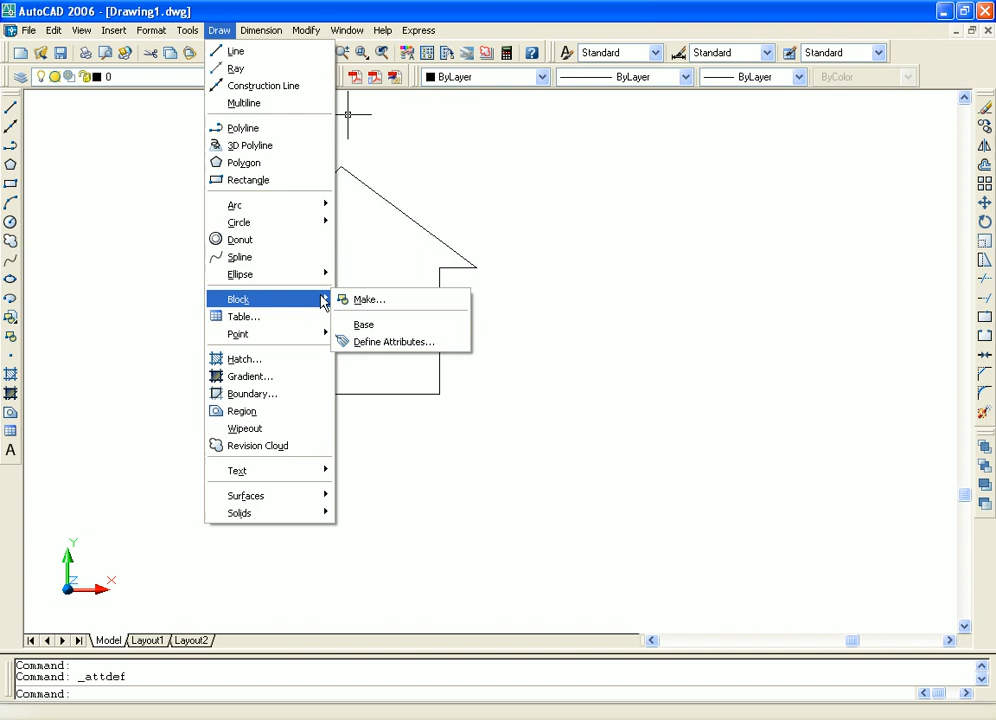 AutoCAD 2006 - [Drawing1.dwg]
File Edit View Insert Format Tools Draw Dimension Modify Window Help Express
Standard Standard Standard
0 ByLayer ByLayer ByLayer ByColor
Line
Ray
Construction Line
Multiline
Polyline
3D Polyline
Polygon
Rectangle
Arc
Circle
Donut
Spline
Ellipse
Block
Make...
Table...
Base
Point
Define Attributes...
Hatch...
Gradient...
Boundary...
Region
Wipeout
Revision Cloud
A
Text
Surfaces
Solids
Y
Z X
Model Layout1 Layout2
Command:
Command: _attdef
Command: